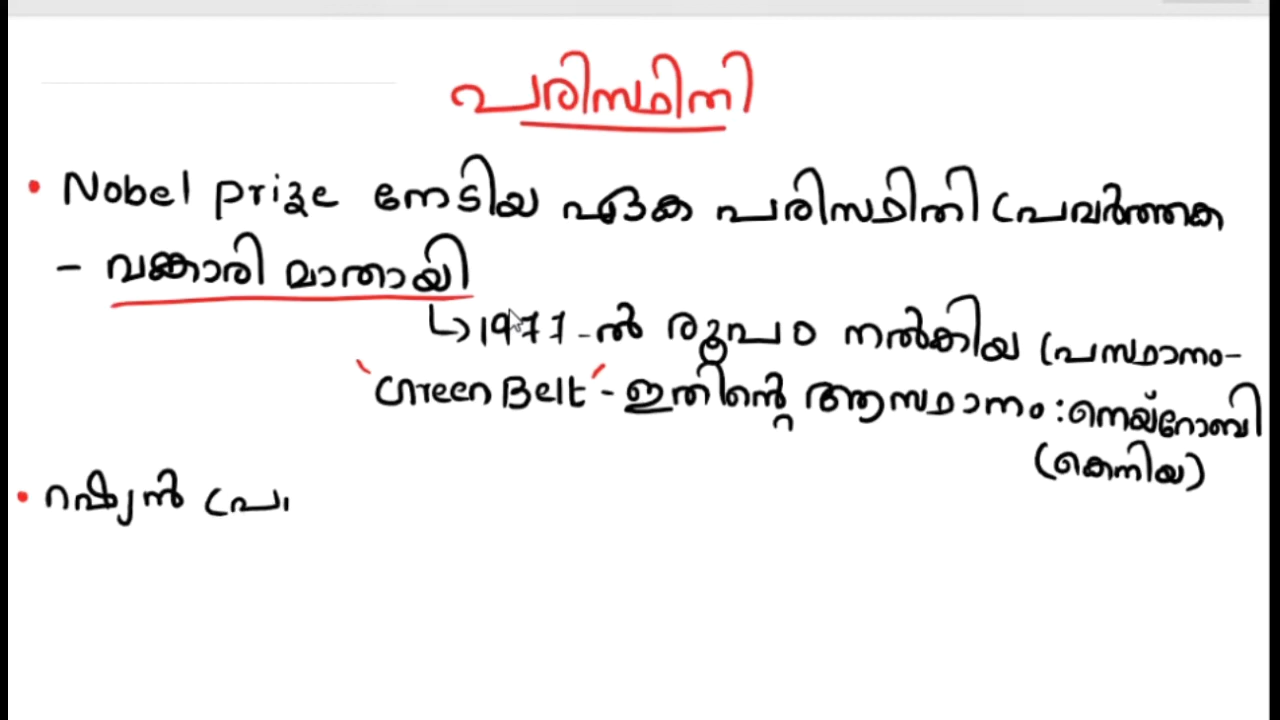 പരിസ്ഥിതി
• Nobel prize നേടിയ ഏക പരിസ്ഥിതി പ്രവർത്തക
- വങ്കാരി മാതായി
↳ 1977-ൽ രൂപം നൽകിയ പ്രസ്ഥാനം-
'Green Belt' - ഇതിന്റെ ആസ്ഥാനം : നെയ്റോബി
(കെനിയ)
• റഷ്യൻ പ്ര